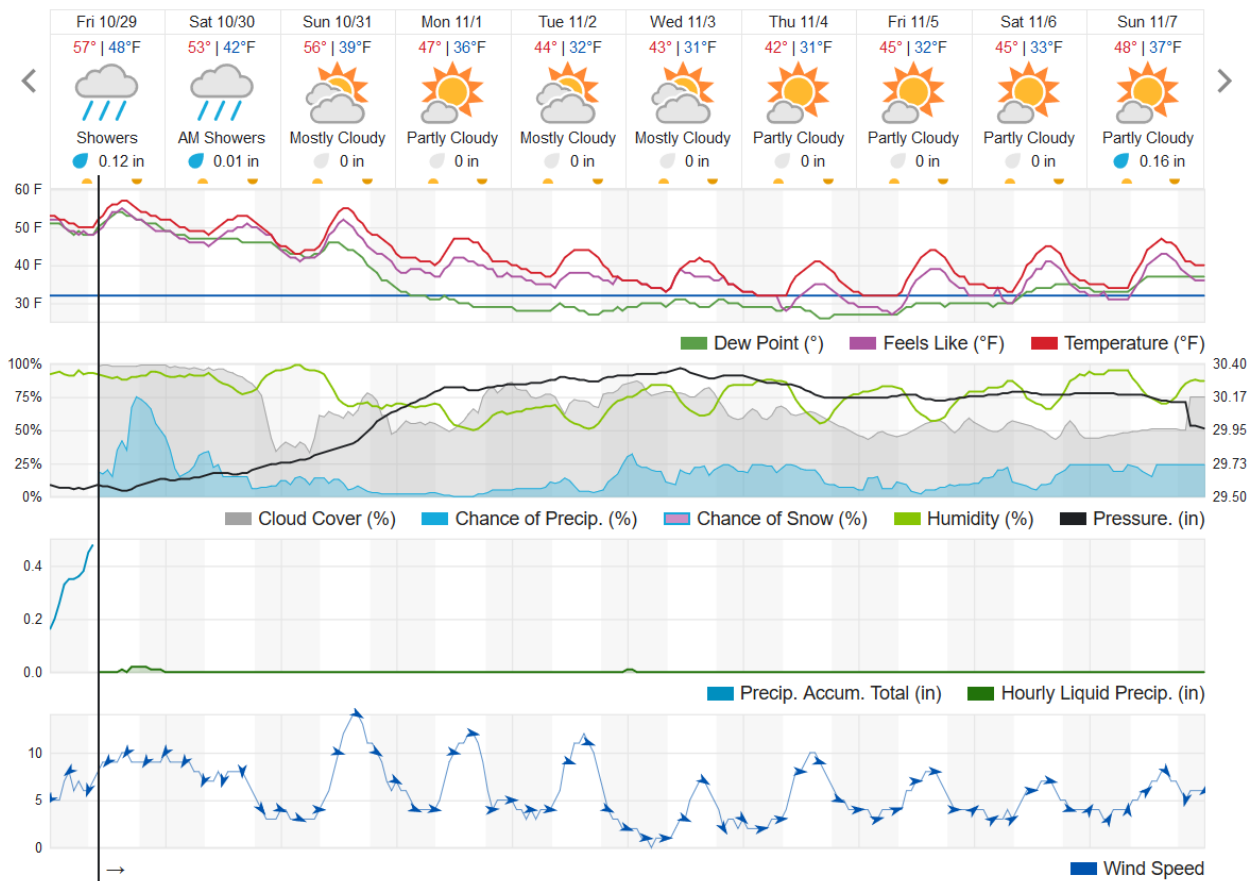 Fri 10/29 Sat 10/30 Sun 10/31 Mon 11/1 Tue 11/2 Wed 11/3 Thu 11/4 Fri 11/5 Sat 11/6 Sun 11/7
57° | 48°F 53° | 42°F 56° | 39°F 47° | 36°F 44° | 32°F 43° | 31°F 42° | 31°F 45° | 32°F 45° | 33°F 48° | 37°F
Showers AM Showers Mostly Cloudy Partly Cloudy Mostly Cloudy Mostly Cloudy Partly Cloudy Partly Cloudy Partly Cloudy Partly Cloudy
0.12 in 0.01 in 0 in 0 in 0 in 0 in 0 in 0 in 0 in 0.16 in
60 F
50 F
40 F
30 F
Dew Point (°) Feels Like (°F) Temperature (°F)
100% 30.40
75% 30.17
50% 29.95
25% 29.73
0% 29.50
Cloud Cover (%) Chance of Precip. (%) Chance of Snow (%) Humidity (%) Pressure. (in)
0.4
0.2
0.0
Precip. Accum. Total (in) Hourly Liquid Precip. (in)
10
5
0
→
Wind Speed